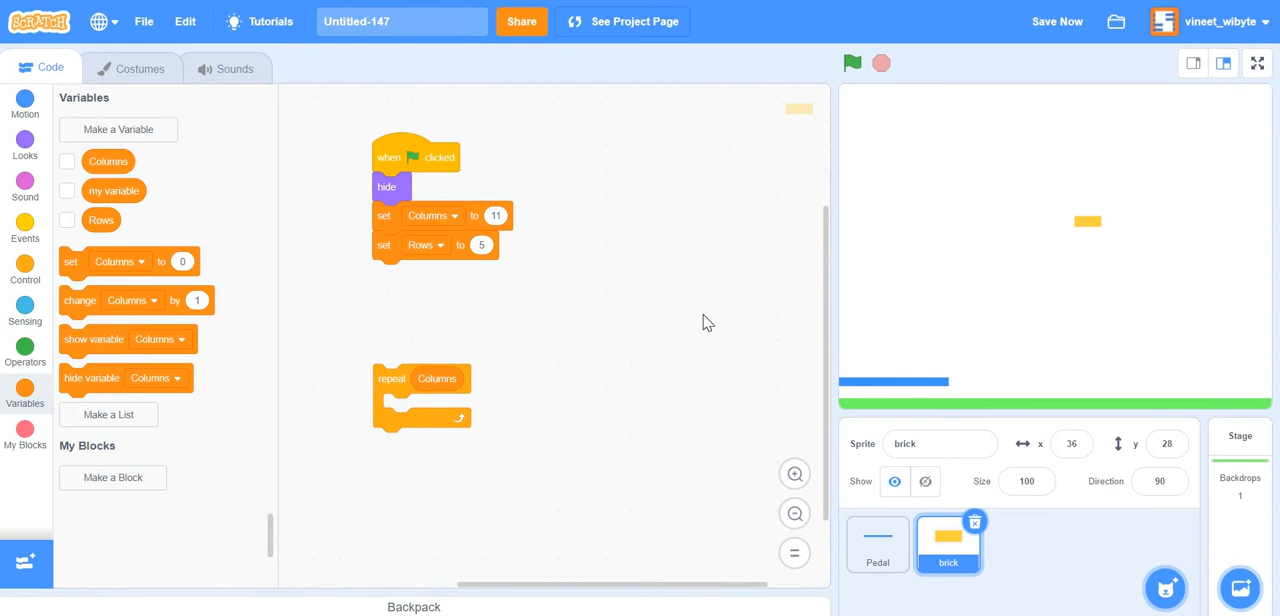 SCRATCH File Edit Tutorials Untitled-147 Share See Project Page Save Now vineet_wibyte
Code Costumes Sounds
Motion
Looks
Sound
Events
Control
Sensing
Operators
Variables
My Blocks
Variables
Make a Variable
Columns
my variable
Rows
set Columns to 0
change Columns by 1
show variable Columns
hide variable Columns
Make a List
My Blocks
Make a Block
when clicked
hide
set Columns to 11
set Rows to 5
repeat Columns
Backpack
Sprite brick x 36 y 28
Show Size 100 Direction 90
Pedal
brick
Stage
Backdrops
1